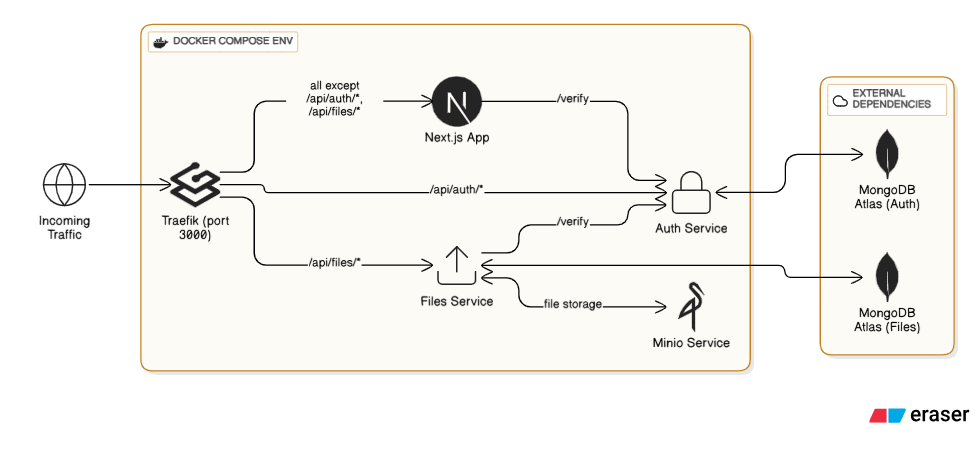 DOCKER COMPOSE ENV
all except
/api/auth/*,
/api/files/*
Next.js App
/verify
EXTERNAL
DEPENDENCIES
MongoDB
Atlas (Auth)
Incoming
Traffic
Traefik (port
3000)
/api/auth/*
Auth Service
/verify
/api/files/*
Files Service
file storage
Minio Service
MongoDB
Atlas (Files)
eraser